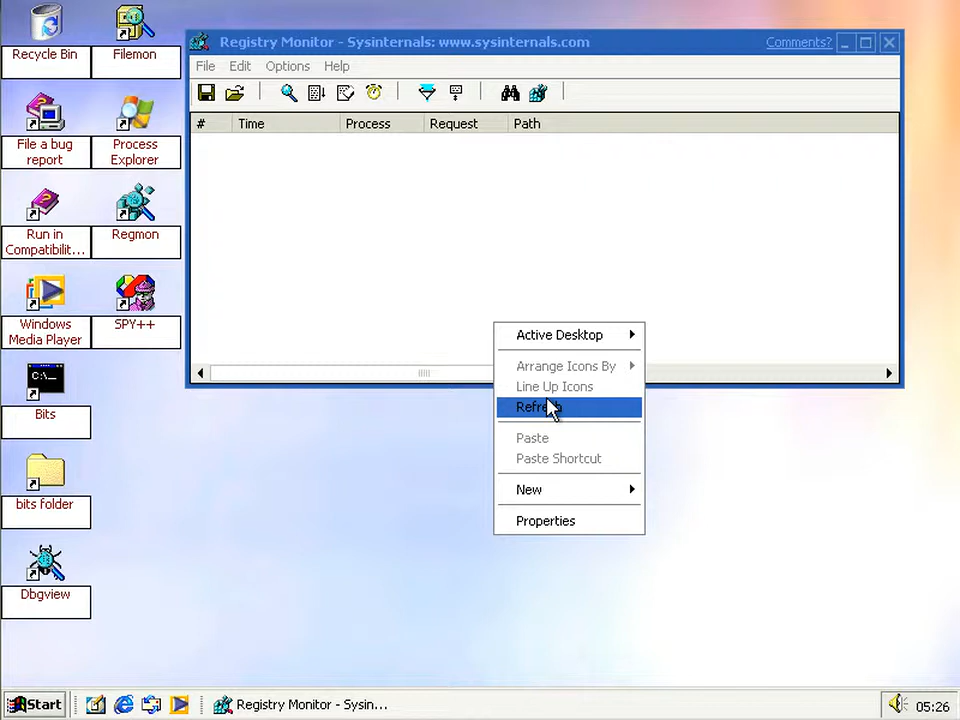 Recycle Bin
Filemon
File a bug
report
Process
Explorer
Run in
Compatibilit...
Regmon
Windows
Media Player
SPY++
C:\_
Bits
bits folder
Dbgview
Registry Monitor - Sysinternals: www.sysinternals.com
Comments?
File Edit Options Help
# Time Process Request Path
Active Desktop
Arrange Icons By
Line Up Icons
Refresh
Paste
Paste Shortcut
New
Properties
Start
Registry Monitor - Sysin...
05:26